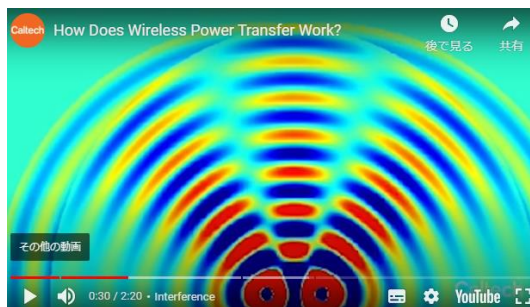 Caltech
How Does Wireless Power Transfer Work?
後で見る
共有
その他の動画
0:30 / 2:20 • Interference
YouTube
Caltech